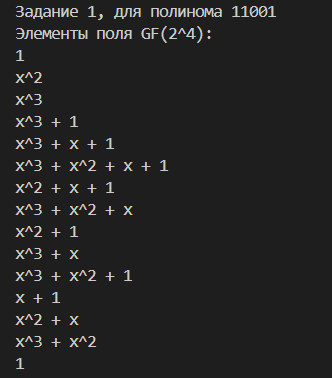 Задание 1, для полинома 11001
Элементы поля GF(2^4):
1
x^2
x^3
x^3 + 1
x^3 + x + 1
x^3 + x^2 + x + 1
x^2 + x + 1
x^3 + x^2 + x
x^2 + 1
x^3 + x
x^3 + x^2 + 1
x + 1
x^2 + x
x^3 + x^2
1